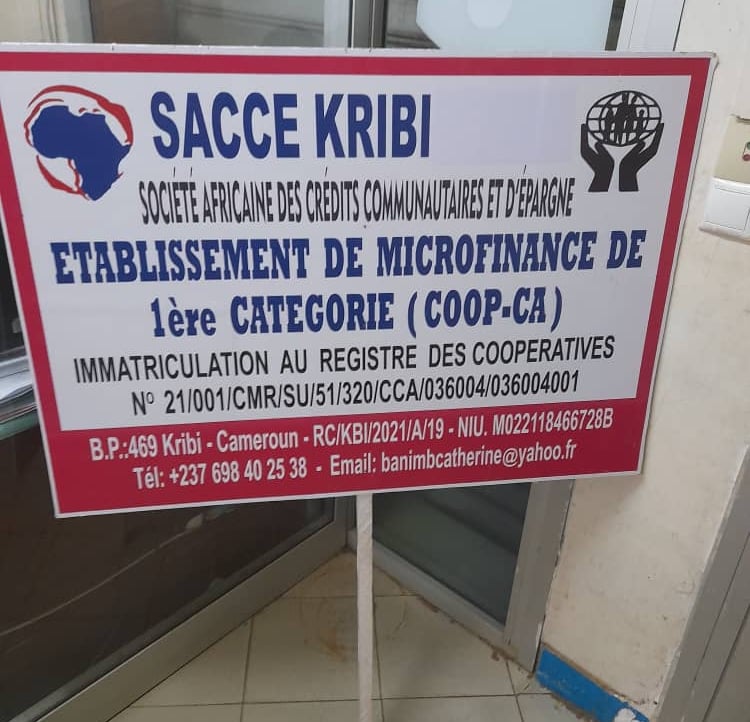 SACCE KRIBI
SOCIÉTÉ AFRICAINE DES CRÉDITS COMMUNAUTAIRES ET D'ÉPARGNE
ETABLISSEMENT DE MICROFINANCE DE
1ère CATEGORIE (COOP-CA)
IMMATRICULATION AU REGISTRE DES COOPERATIVES
N° 21/001/CMR/SU/51/320/CCA/036004/036004001
B.P.:469 Kribi - Cameroun - RC/KBI/2021/A/19 - NIU. M022118466728B
Tél: +237 698 40 25 38 - Email: banimbcatherine@yahoo.fr